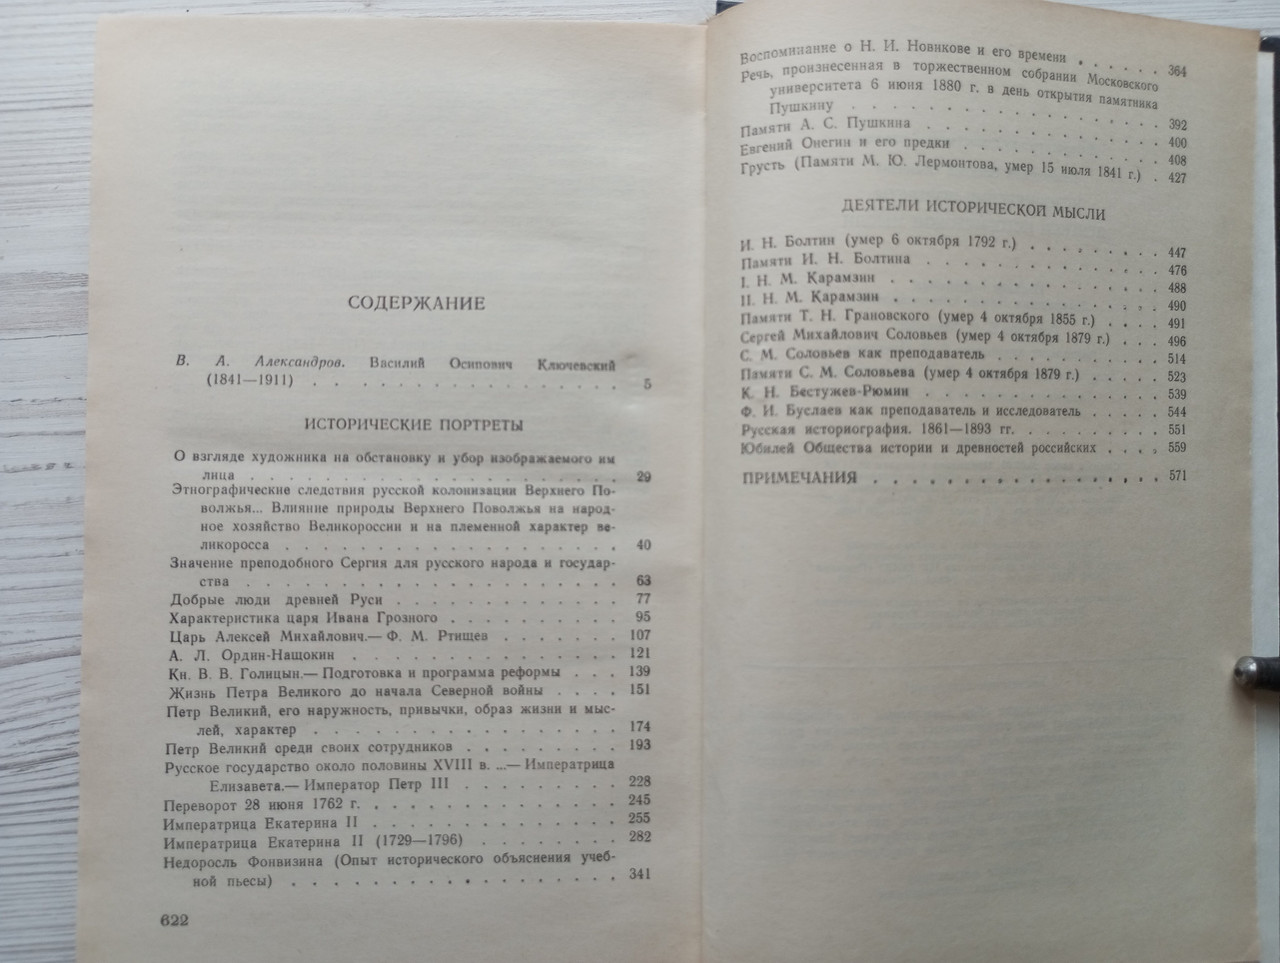 СОДЕРЖАНИЕ
В. А. Александров. Василий Осипович Ключевский
(1841—1911) . . . . . . . . . . . . . . . . 5
ИСТОРИЧЕСКИЕ ПОРТРЕТЫ
О взгляде художника на обстановку и убор изображаемого им
лица . . . . . . . . . . . . . . . . . . . 29
Этнографические следствия русской колонизации Верхнего По-
волжья... Влияние природы Верхнего Поволжья на народ-
ное хозяйство Великороссии и на племенной характер ве-
ликоросса . . . . . . . . . . . . . . . . . 40
Значение преподобного Сергия для русского народа и государ-
ства . . . . . . . . . . . . . . . . . . . 63
Добрые люди древней Руси . . . . . . . . . . . . 77
Характеристика царя Ивана Грозного . . . . . . . . . 95
Царь Алексей Михайлович.— Ф. М. Ртищев . . . . . . . 107
А. Л. Ордин-Нащокин . . . . . . . . . . . . . . 121
Кн. В. В. Голицын.— Подготовка и программа реформы . . . 139
Жизнь Петра Великого до начала Северной войны . . . . 151
Петр Великий, его наружность, привычки, образ жизни и мыс-
лей, характер . . . . . . . . . . . . . . . . 174
Петр Великий среди своих сотрудников . . . . . . . . . 193
Русское государство около половины XVIII в. ...— Императрица
Елизавета.— Император Петр III . . . . . . . . . 228
Переворот 28 июня 1762 г. . . . . . . . . . . . . . 245
Императрица Екатерина II . . . . . . . . . . . . . 255
Императрица Екатерина II (1729—1796) . . . . . . . . 282
Недоросль Фонвизина (Опыт исторического объяснения учеб-
ной пьесы) . . . . . . . . . . . . . . . . . 341
622
Воспоминание о Н. И. Новикове и его времени . . . . . . 364
Речь, произнесенная в торжественном собрании Московского
университета 6 июня 1880 г. в день открытия памятника
Пушкину . . . . . . . . . . . . . . . . . 392
Памяти А. С. Пушкина . . . . . . . . . . . . . 400
Евгений Онегин и его предки . . . . . . . . . . . 408
Грусть (Памяти М. Ю. Лермонтова, умер 15 июля 1841 г.) . 427
ДЕЯТЕЛИ ИСТОРИЧЕСКОЙ МЫСЛИ
И. Н. Болтин (умер 6 октября 1792 г.) . . . . . . . . 447
Памяти И. Н. Болтина . . . . . . . . . . . . . 476
I. Н. М. Карамзин . . . . . . . . . . . . . . . 488
II. Н. М. Карамзин . . . . . . . . . . . . . . . 490
Памяти Т. Н. Грановского (умер 4 октября 1855 г.) . . . . 491
Сергей Михайлович Соловьев (умер 4 октября 1879 г.) . . . 496
С. М. Соловьев как преподаватель . . . . . . . . . . 514
Памяти С. М. Соловьева (умер 4 октября 1879 г.) . . . . . 523
К. Н. Бестужев-Рюмин . . . . . . . . . . . . . 539
Ф. И. Буслаев как преподаватель и исследователь . . . . . 544
Русская историография. 1861—1893 гг. . . . . . . . . . 551
Юбилей Общества истории и древностей российских . . . . 559
ПРИМЕЧАНИЯ . . . . . . . . . . . . . . . . . 571